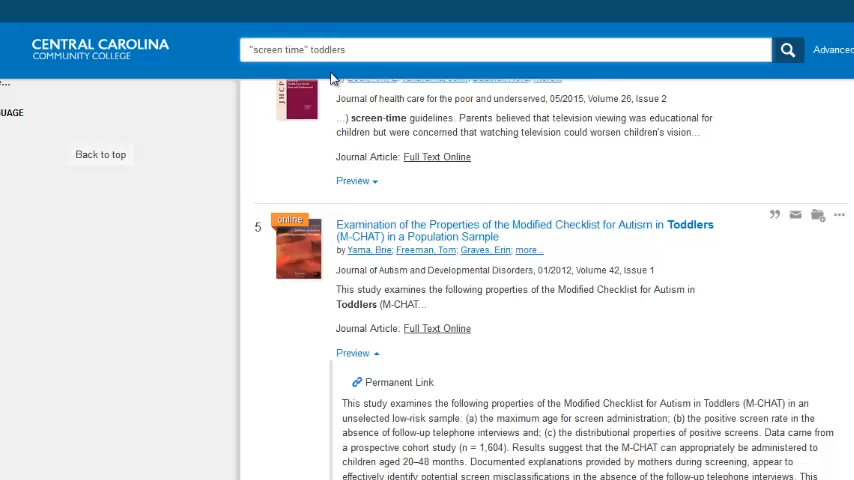 CENTRAL CAROLINA
COMMUNITY COLLEGE
"screen time" toddlers
Advanced
...
UAGE
Back to top
Journal of health care for the poor and underserved, 05/2015, Volume 26, Issue 2
…) screen-time guidelines. Parents believed that television viewing was educational for
children but were concerned that watching television could worsen children's vision...
Journal Article: Full Text Online
Preview
5
online
Examination of the Properties of the Modified Checklist for Autism in Toddlers
(M-CHAT) in a Population Sample
by Yama, Brie; Freeman, Tom; Graves, Erin; more...
Journal of Autism and Developmental Disorders, 01/2012, Volume 42, Issue 1
This study examines the following properties of the Modified Checklist for Autism in
Toddlers (M-CHAT...
Journal Article: Full Text Online
Preview
Permanent Link
This study examines the following properties of the Modified Checklist for Autism in Toddlers (M-CHAT) in an
unselected low-risk sample: (a) the maximum age for screen administration; (b) the positive screen rate in the
absence of follow-up telephone interviews and; (c) the distributional properties of positive screens. Data came from
a prospective cohort study (n = 1,604). Results suggest that the M-CHAT can appropriately be administered to
children aged 20–48 months. Documented explanations provided by mothers during screening, appear to
effectively identify potential screen misclassifications in the absence of the follow-up telephone interviews. This